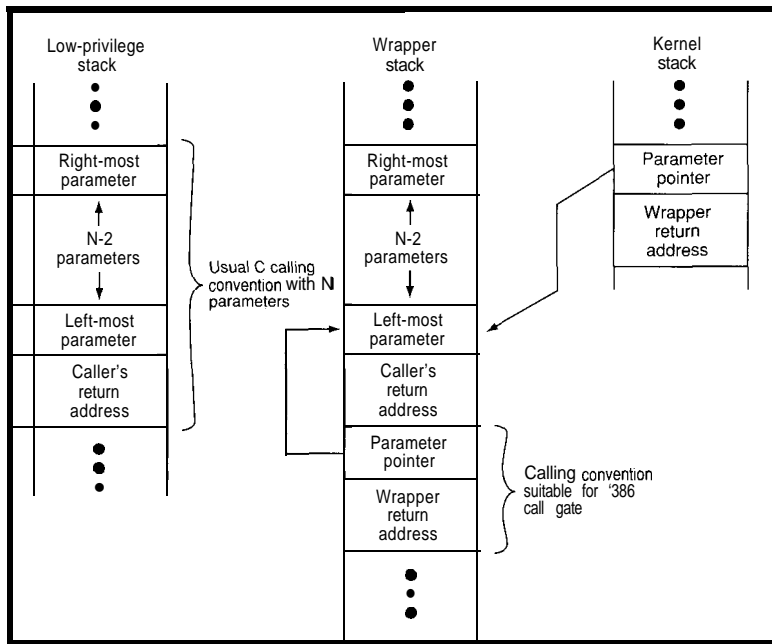 Low-privilege
stack
Right-most
parameter
N-2
parameters
Left-most
parameter
Caller's
return
address
Usual C calling
convention with N
parameters
Wrapper
stack
Right-most
parameter
N-2
parameters
Left-most
parameter
Caller's
return
address
Parameter
pointer
Wrapper
return
address
Calling convention
suitable for '386
call gate
Kernel
stack
Parameter
pointer
Wrapper
return
address